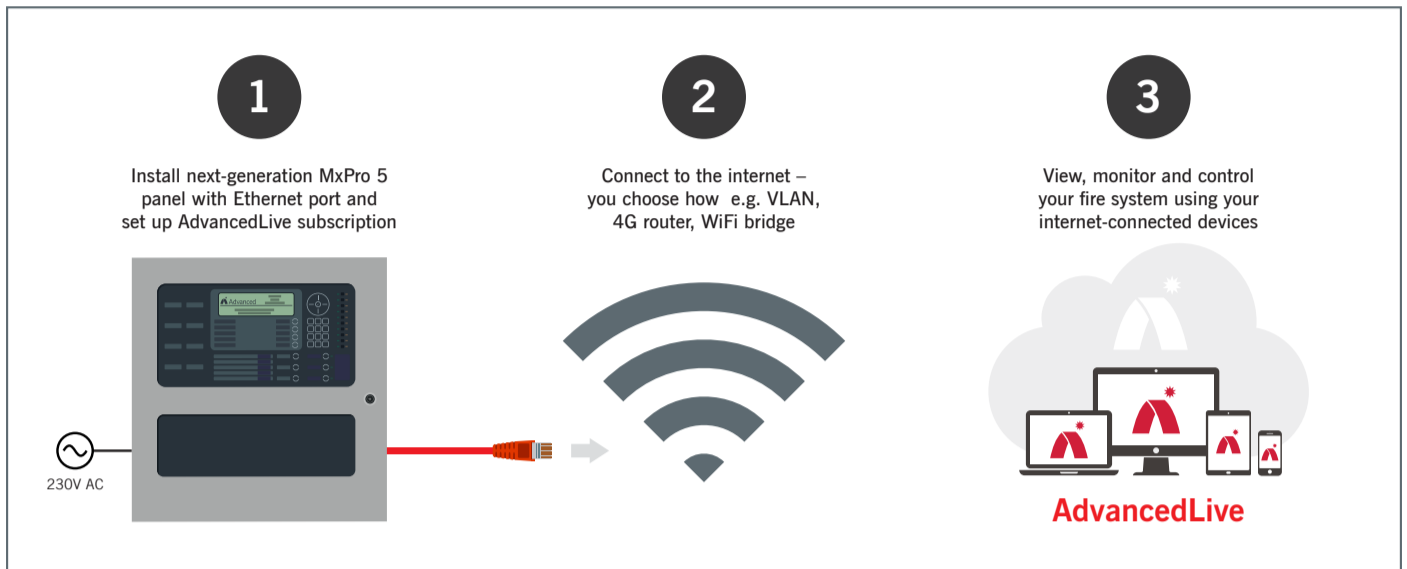 1
Install next-generation MxPro 5
panel with Ethernet port and
set up AdvancedLive subscription
Advanced
230V AC
2
Connect to the internet –
you choose how e.g. VLAN,
4G router, WiFi bridge
3
View, monitor and control
your fire system using your
internet-connected devices
AdvancedLive